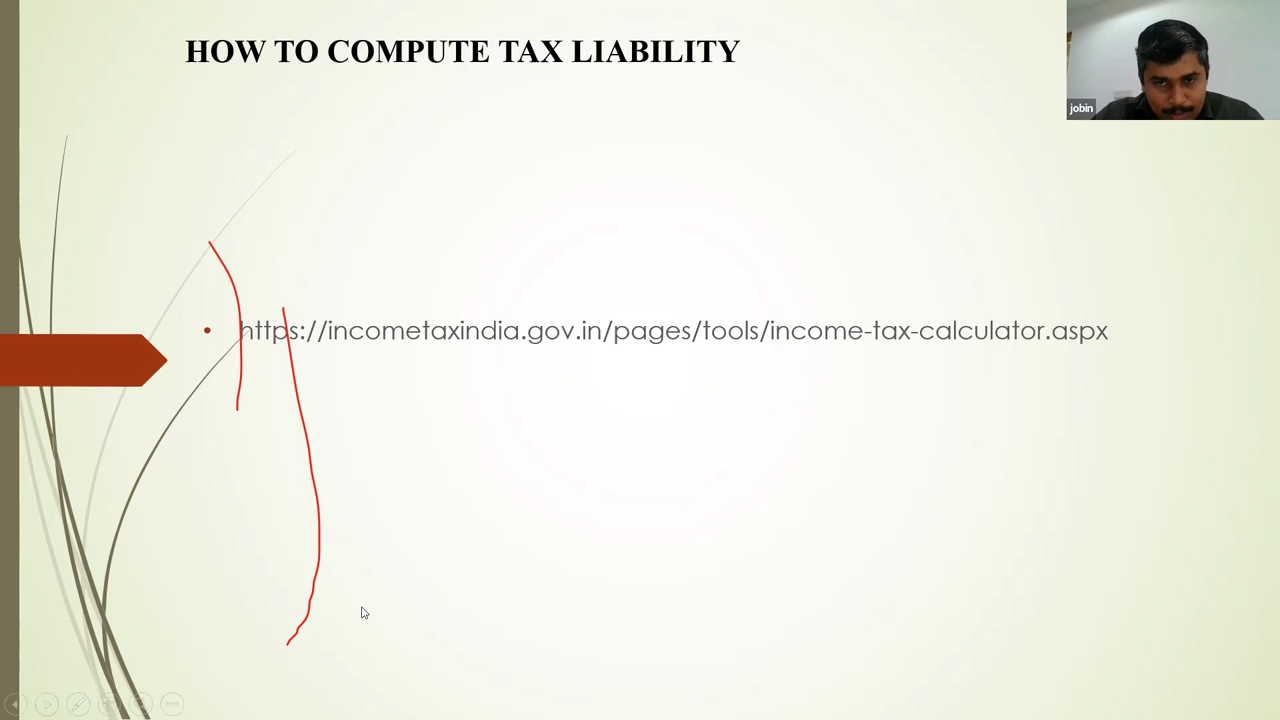 HOW TO COMPUTE TAX LIABILITY
jobin
• https://incometaxindia.gov.in/pages/tools/income-tax-calculator.aspx